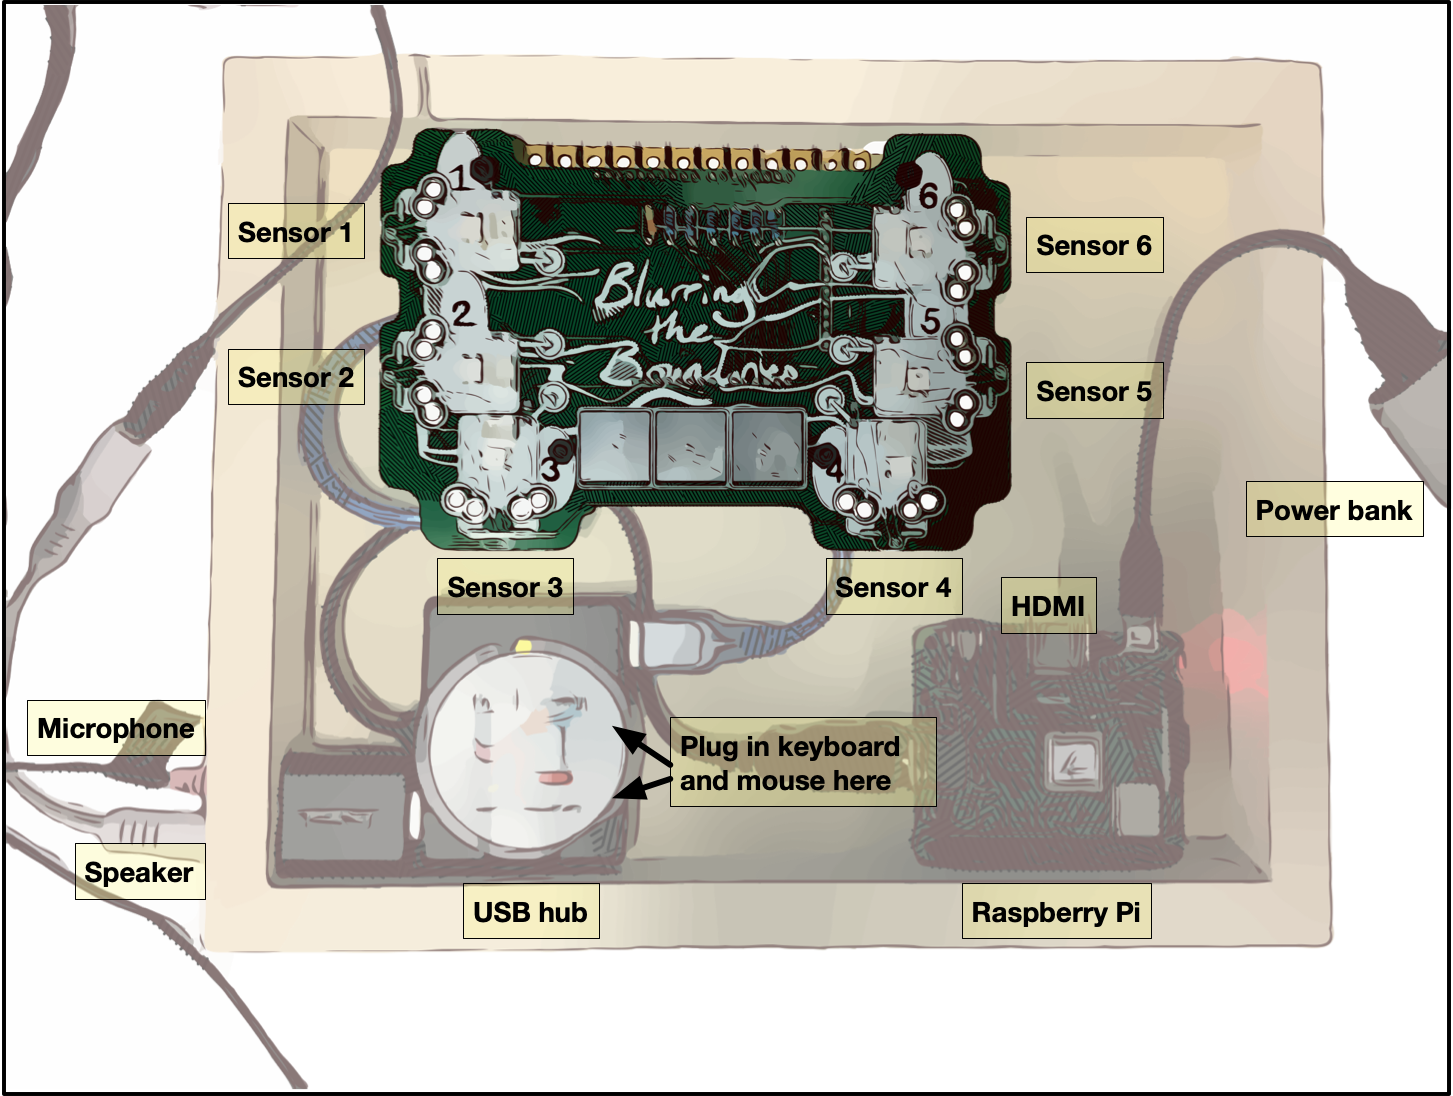 1
6
Sensor 1
Sensor 6
Blurring
the
Boundaries
2
5
Sensor 2
Sensor 5
3
4
Power bank
Sensor 3
Sensor 4
HDMI
Microphone
Plug in keyboard
and mouse here
Speaker
USB hub
Raspberry Pi